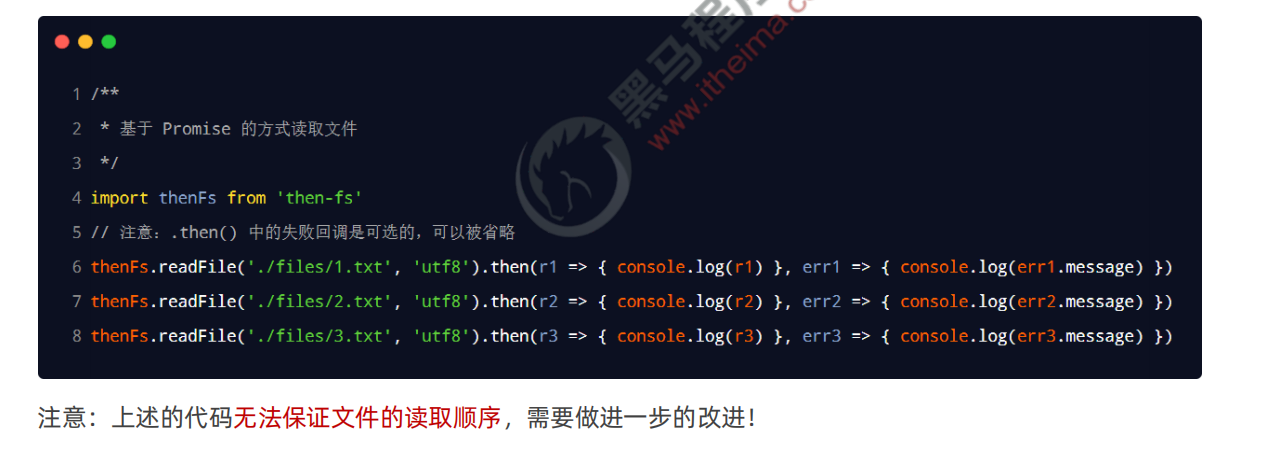 黑马程序
www.itheima.c
1 /**
2  * 基于 Promise 的方式读取文件
3  */
4 import thenFs from 'then-fs'
5 // 注意：.then() 中的失败回调是可选的，可以被省略
6 thenFs.readFile('./files/1.txt', 'utf8').then(r1 => { console.log(r1) }, err1 => { console.log(err1.message) })
7 thenFs.readFile('./files/2.txt', 'utf8').then(r2 => { console.log(r2) }, err2 => { console.log(err2.message) })
8 thenFs.readFile('./files/3.txt', 'utf8').then(r3 => { console.log(r3) }, err3 => { console.log(err3.message) })
注意：上述的代码无法保证文件的读取顺序，需要做进一步的改进！